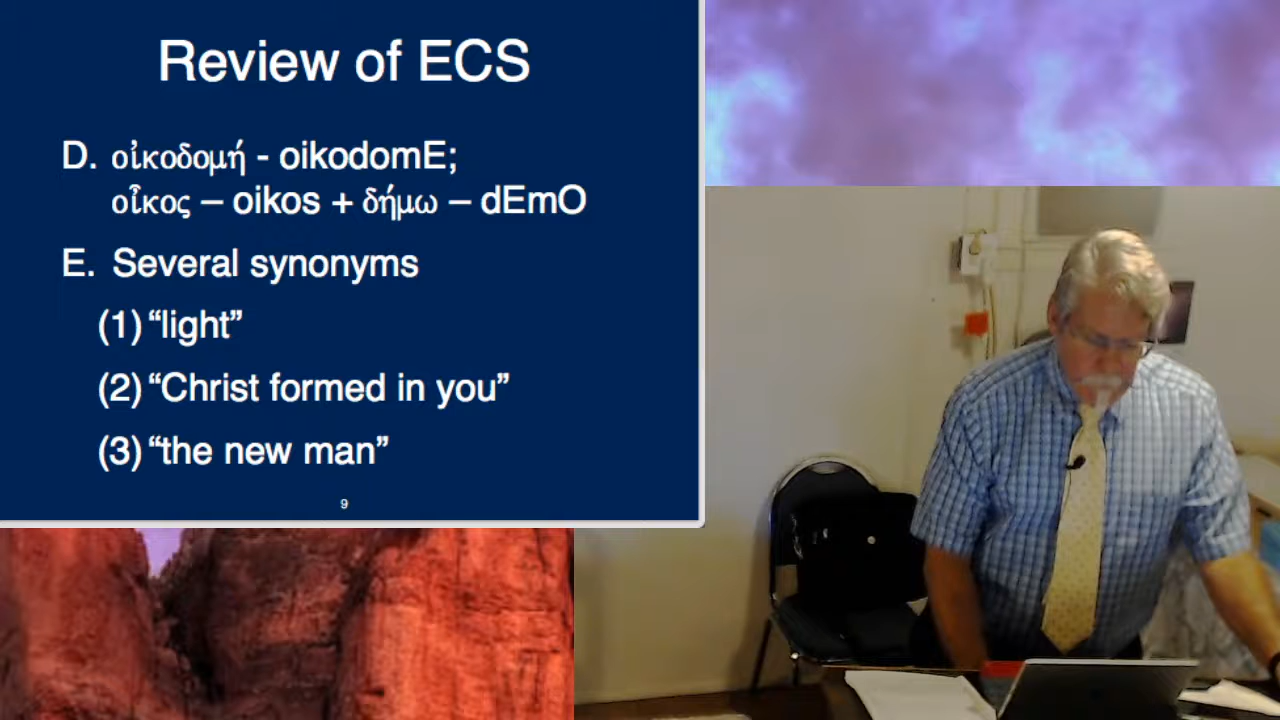 Review of ECS
D. οἰκοδομή - oikodomE;
οἶκος – oikos + δήμω – dEmO
E. Several synonyms
(1) “light”
(2) “Christ formed in you”
(3) “the new man”
9